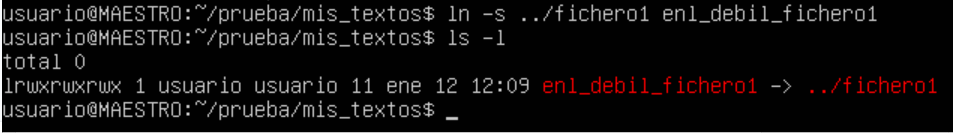 usuario@MAESTRO:~/prueba/mis_textos$ ln -s ../fichero1 enl_debil_fichero1
usuario@MAESTRO:~/prueba/mis_textos$ ls -l
total 0
lrwxrwxrwx 1 usuario usuario 11 ene 12 12:09 enl_debil_fichero1 -> ../fichero1
usuario@MAESTRO:~/prueba/mis_textos$ _